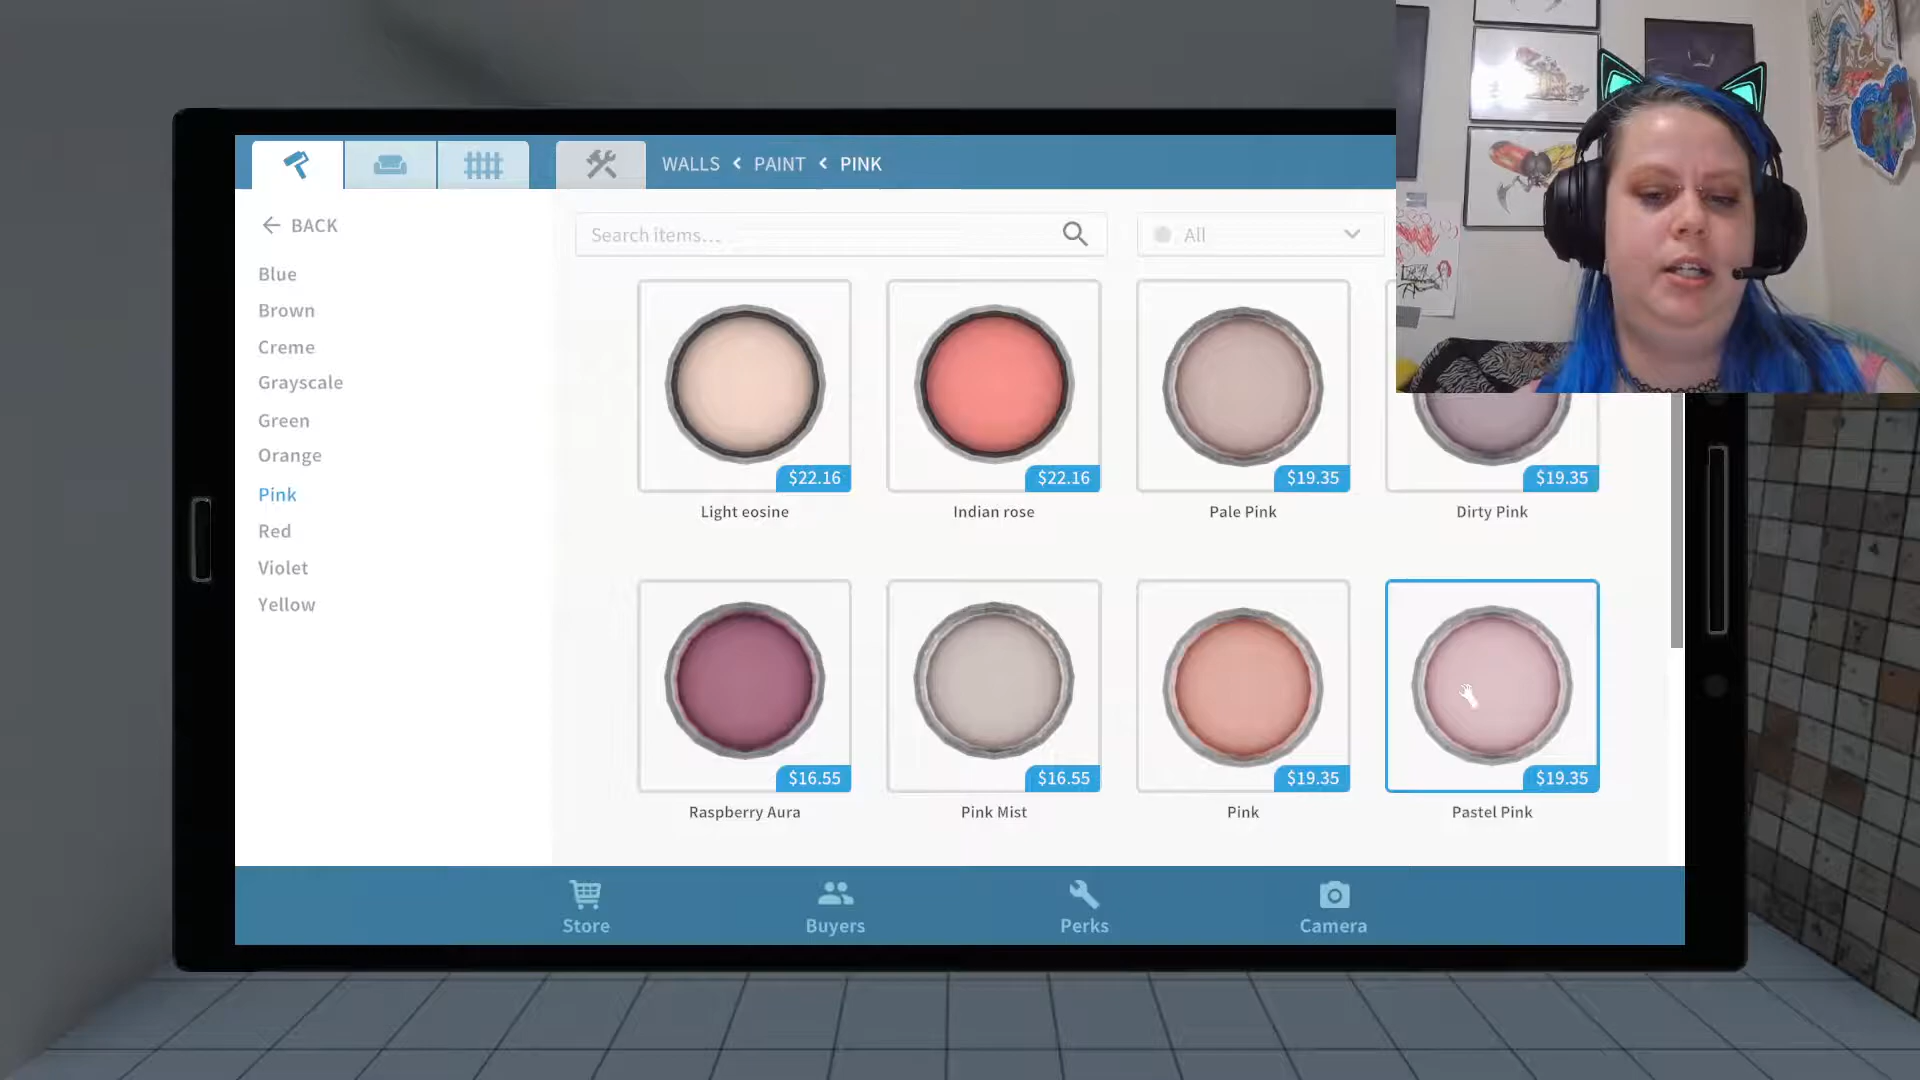 WALLS < PAINT < PINK
BACK
Search items...
All
Blue
Brown
Creme
Grayscale
Green
Orange
Pink
Red
Violet
Yellow
$22.16
$22.16
$19.35
$19.35
Light eosine
Indian rose
Pale Pink
Dirty Pink
$16.55
$16.55
$19.35
$19.35
Raspberry Aura
Pink Mist
Pink
Pastel Pink
Store
Buyers
Perks
Camera